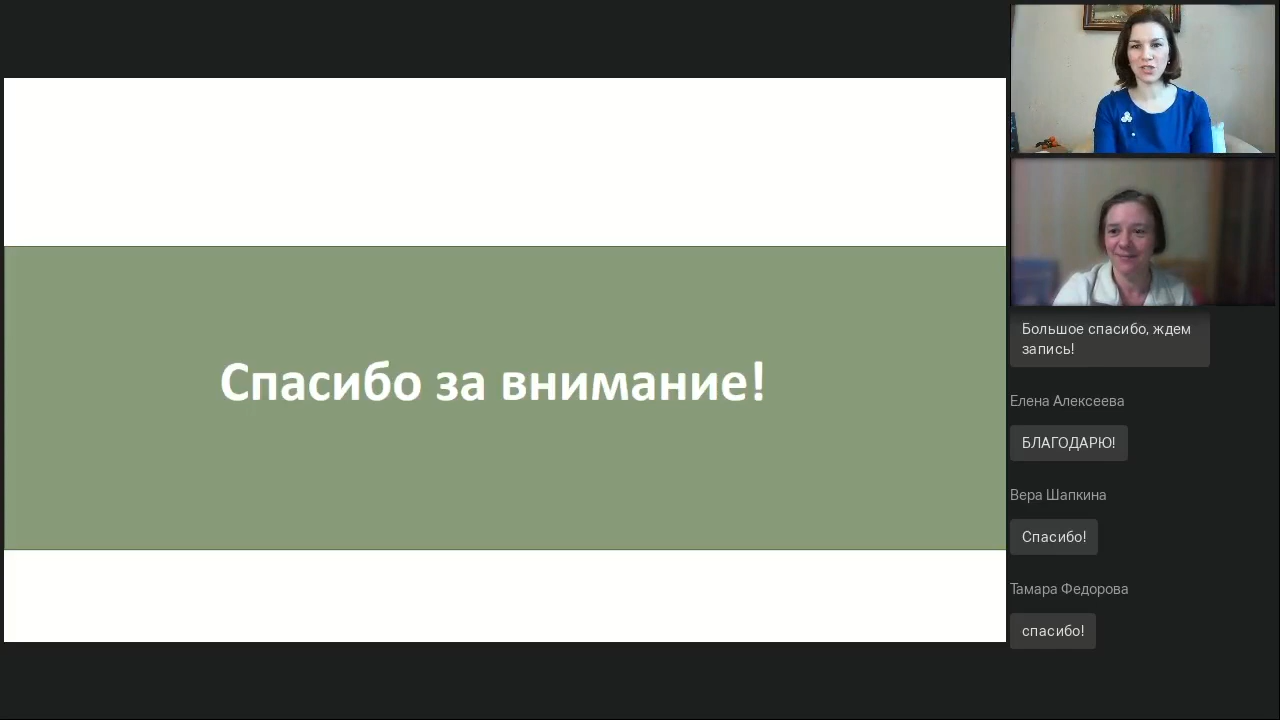 Спасибо за внимание!
Большое спасибо, ждем
запись!
Елена Алексеева
БЛАГОДАРЮ!
Вера Шапкина
Спасибо!
Тамара Федорова
спасибо!